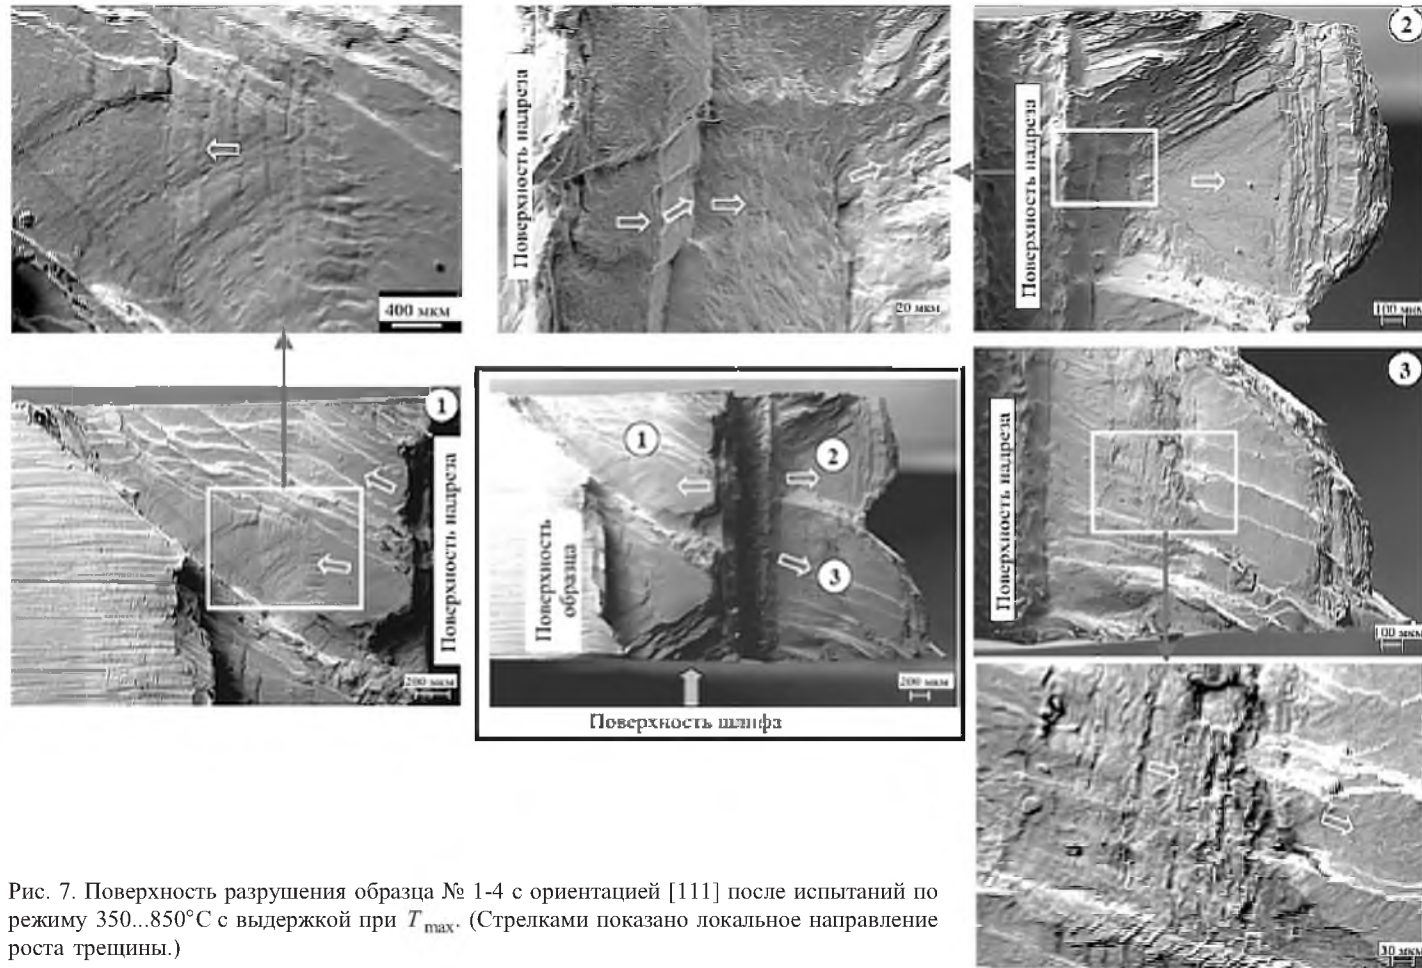 400 мкм
Поверхность надреза
20 мкм
2
Поверхность надреза
100 мкм
1
Поверхность надреза
200 мкм
1
2
3
Поверхность
образца
200 мкм
Поверхность шлифа
3
Поверхность надреза
100 мкм
30 мкм
Рис. 7. Поверхность разрушения образца № 1-4 с ориентацией [111] после испытаний по
режиму 350...850°С с выдержкой при T max. (Стрелками показано локальное направление
роста трещины.)